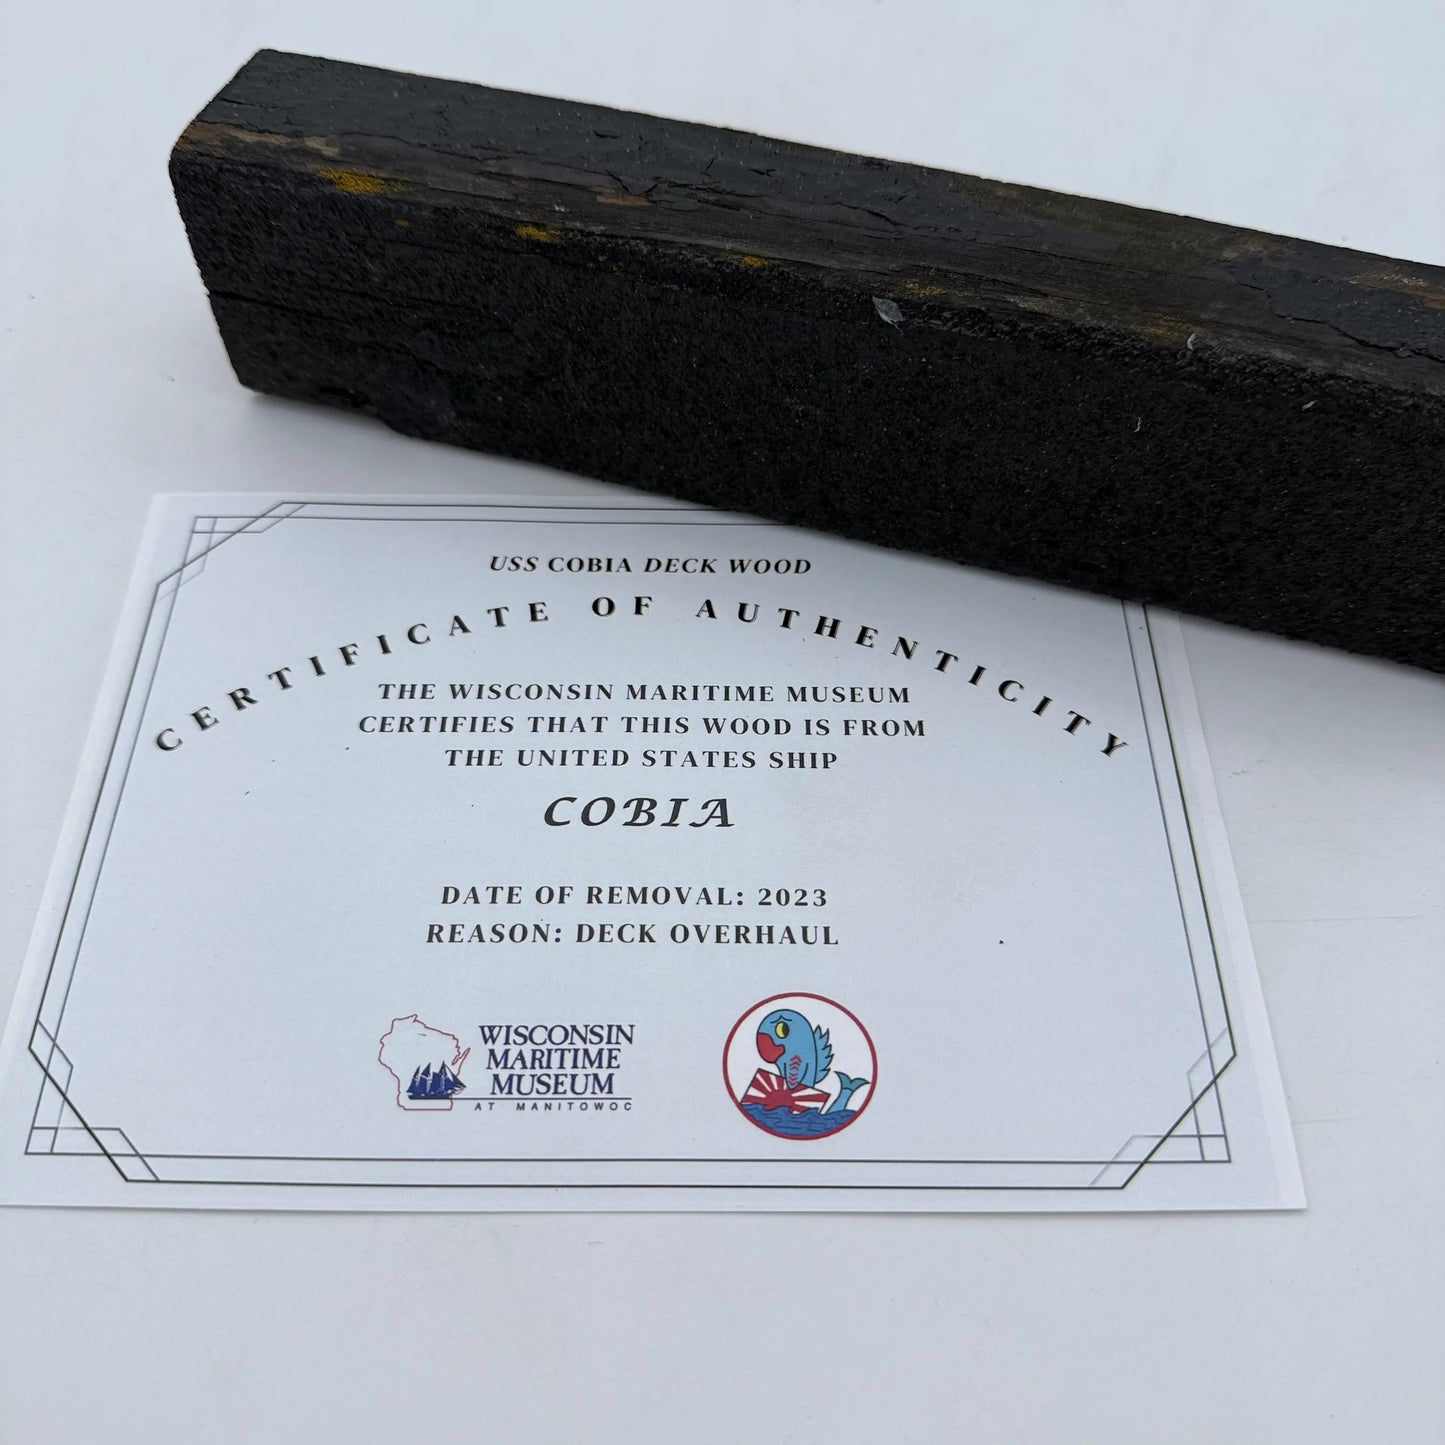 USS COBIA DECK WOOD
CERTIFICATE OF AUTHENTICITY
THE WISCONSIN MARITIME MUSEUM
CERTIFIES THAT THIS WOOD IS FROM
THE UNITED STATES SHIP
COBIA
DATE OF REMOVAL: 2023
REASON: DECK OVERHAUL
WISCONSIN
MARITIME
MUSEUM
AT MANITOWOC